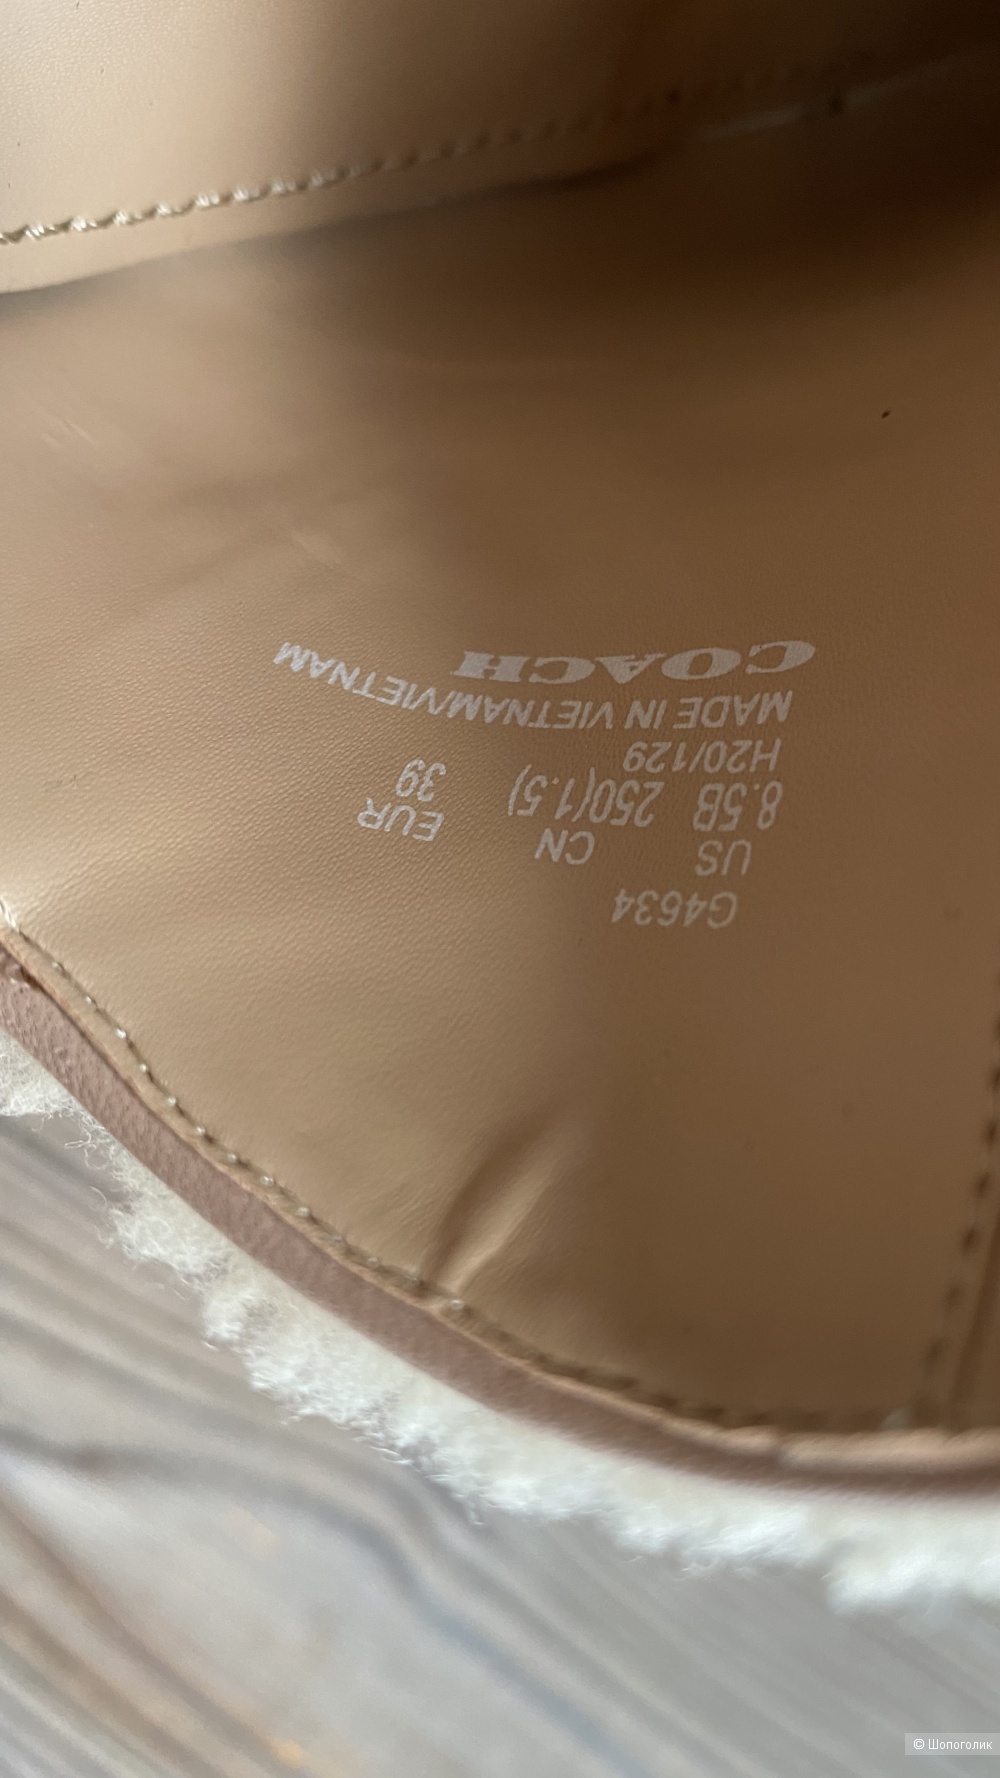 G4634
US CN EUR
8.5B 250(1.5) 39
H20/129
MADE IN VIETNAM/VIETNAM
COACH
© Шопоголик